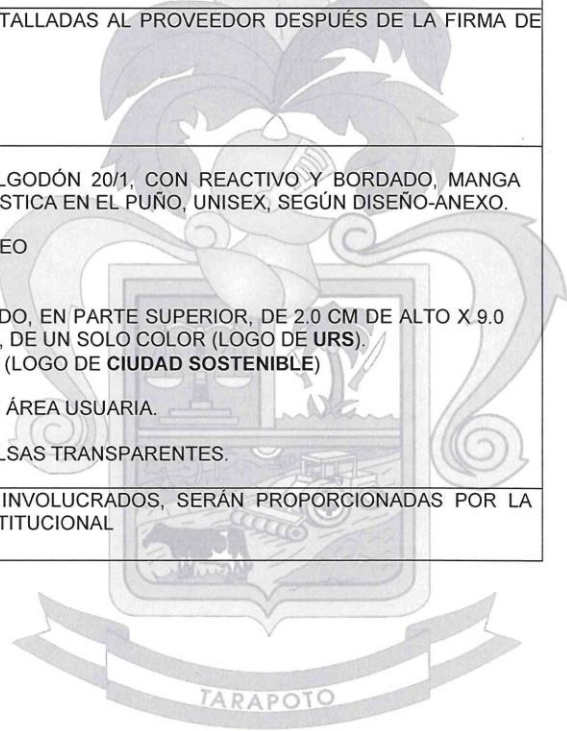 TALLADAS AL PROVEEDOR DESPUÉS DE LA FIRMA DE
LGODÓN 20/1, CON REACTIVO Y BORDADO, MANGA
STICA EN EL PUÑO, UNISEX, SEGÚN DISEÑO-ANEXO.
EO
DO, EN PARTE SUPERIOR, DE 2.0 CM DE ALTO X 9.0
, DE UN SOLO COLOR (LOGO DE URS).
(LOGO DE CIUDAD SOSTENIBLE)
ÁREA USUARIA.
LSAS TRANSPARENTES.
INVOLUCRADOS, SERÁN PROPORCIONADAS POR LA
TITUCIONAL
TARAPOTO